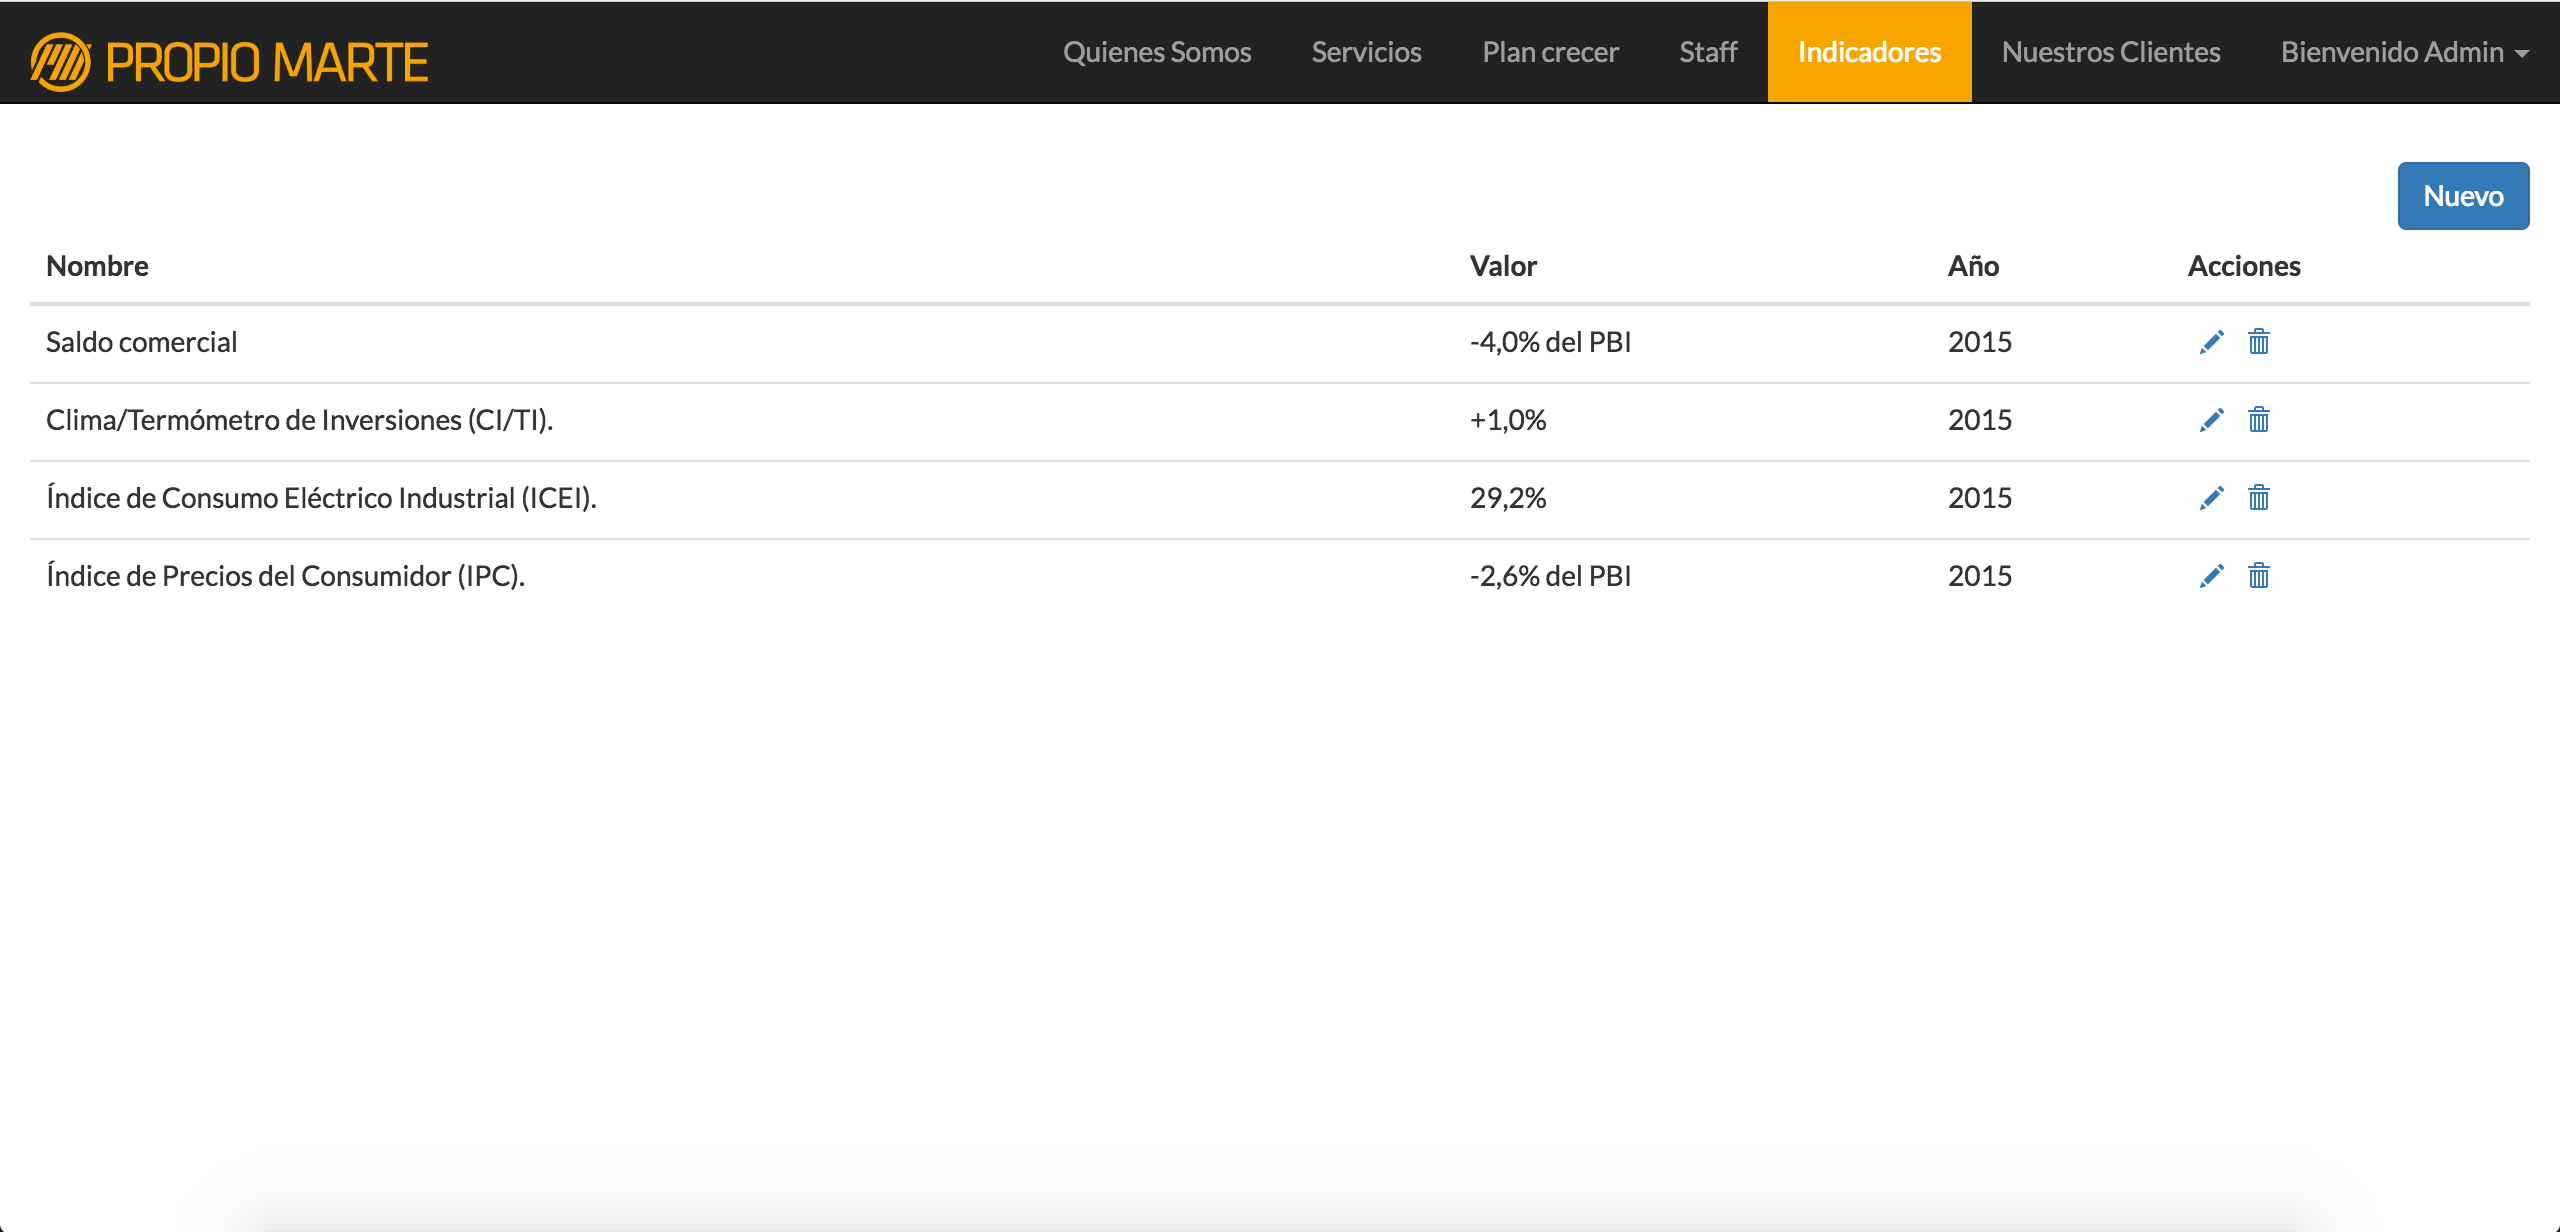 PROPIO MARTE Quienes Somos Servicios Plan crecer Staff Indicadores Nuestros Clientes Bienvenido Admin
Nuevo
Nombre Valor Año Acciones
Saldo comercial -4,0% del PBI 2015
Clima/Termómetro de Inversiones (CI/TI). +1,0% 2015
Índice de Consumo Eléctrico Industrial (ICEI). 29,2% 2015
Índice de Precios del Consumidor (IPC). -2,6% del PBI 2015